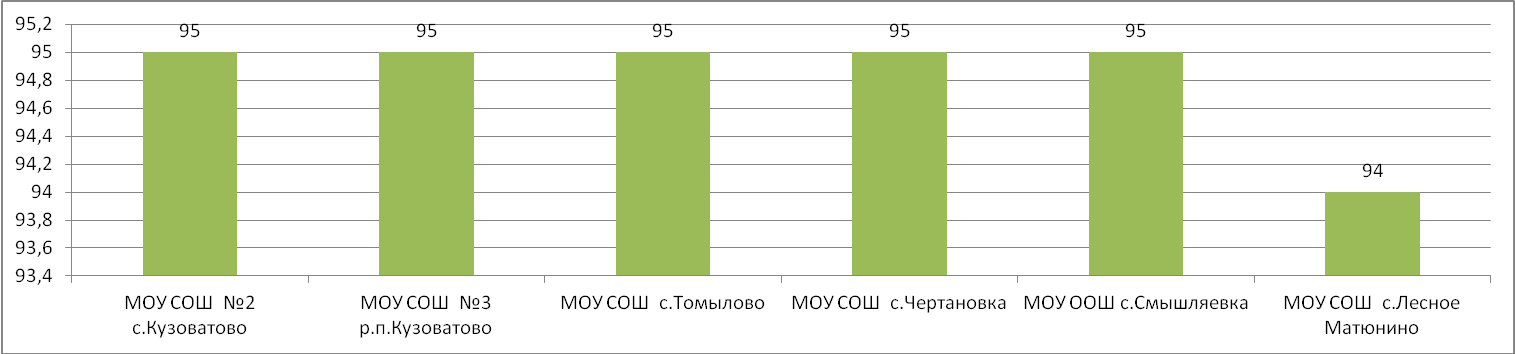 95,2
95
94,8
94,6
94,4
94,2
94
93,8
93,6
93,4
95
95
95
95
95
94
МОУ СОШ №2
с.Кузоватово
МОУ СОШ №3
р.п.Кузоватово
МОУ СОШ с.Томылово
МОУ СОШ с.Чертановка
МОУ ООШ с.Смышляевка
МОУ СОШ с.Лесное
Матюнино